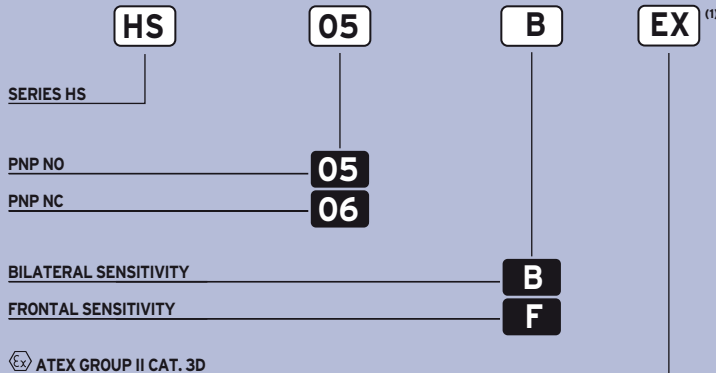 HS 05 B EX (1)
SERIES HS
PNP NO 05
PNP NC 06
BILATERAL SENSITIVITY B
FRONTAL SENSITIVITY F
Ex ATEX GROUP II CAT. 3D